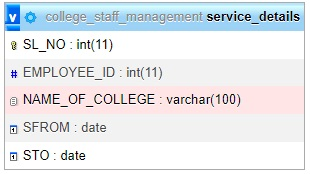 v college_staff_management service_details
SL_NO : int(11)
# EMPLOYEE_ID : int(11)
NAME_OF_COLLEGE : varchar(100)
SFROM : date
STO : date